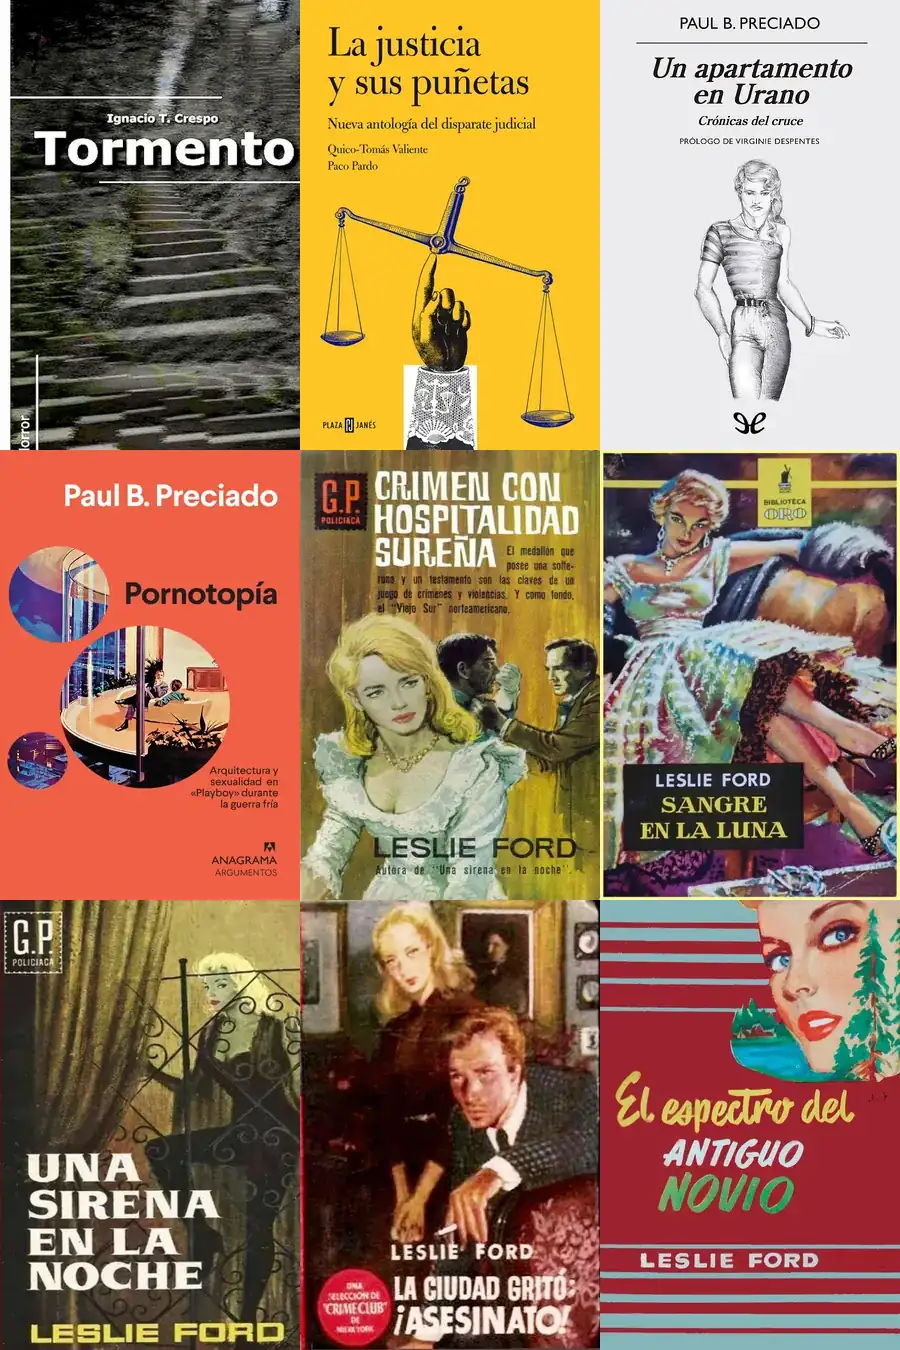 Ignacio T. Crespo
Tormento
La justicia
y sus puñetas
Nueva antología del disparate judicial
Quico-Tomás Valiente
Paco Pardo
PLAZA JANÉS
PAUL B. PRECIADO
Un apartamento
en Urano
Crónicas del cruce
PRÓLOGO DE VIRGINIE DESPENTES
Paul B. Preciado
Pornotopía
Arquitectura y
sexualidad en
«Playboy» durante
la guerra fría
ANAGRAMA
ARGUMENTOS
G.P.
POLICIACA
CRIMEN CON
HOSPITALIDAD
SUREÑA
El medallón que
posee una solte-
rona y un testamento son las claves de un
juego de crímenes y violencias. Y como fondo,
el "Viejo Sur" norteamericano.
LESLIE FORD
Autora de "Una sirena en la noche".
BIBLIOTECA
ORO
LESLIE FORD
SANGRE
EN LA LUNA
G.P.
POLICIACA
UNA
SIRENA
EN LA
NOCHE
LESLIE FORD
LESLIE FORD
UNA
SELECCIÓN DE
"CRIME CLUB"
DE
NEW YORK
LA CIUDAD GRITÓ:
¡ASESINATO!
El espectro del
ANTIGUO
NOVIO
LESLIE FORD